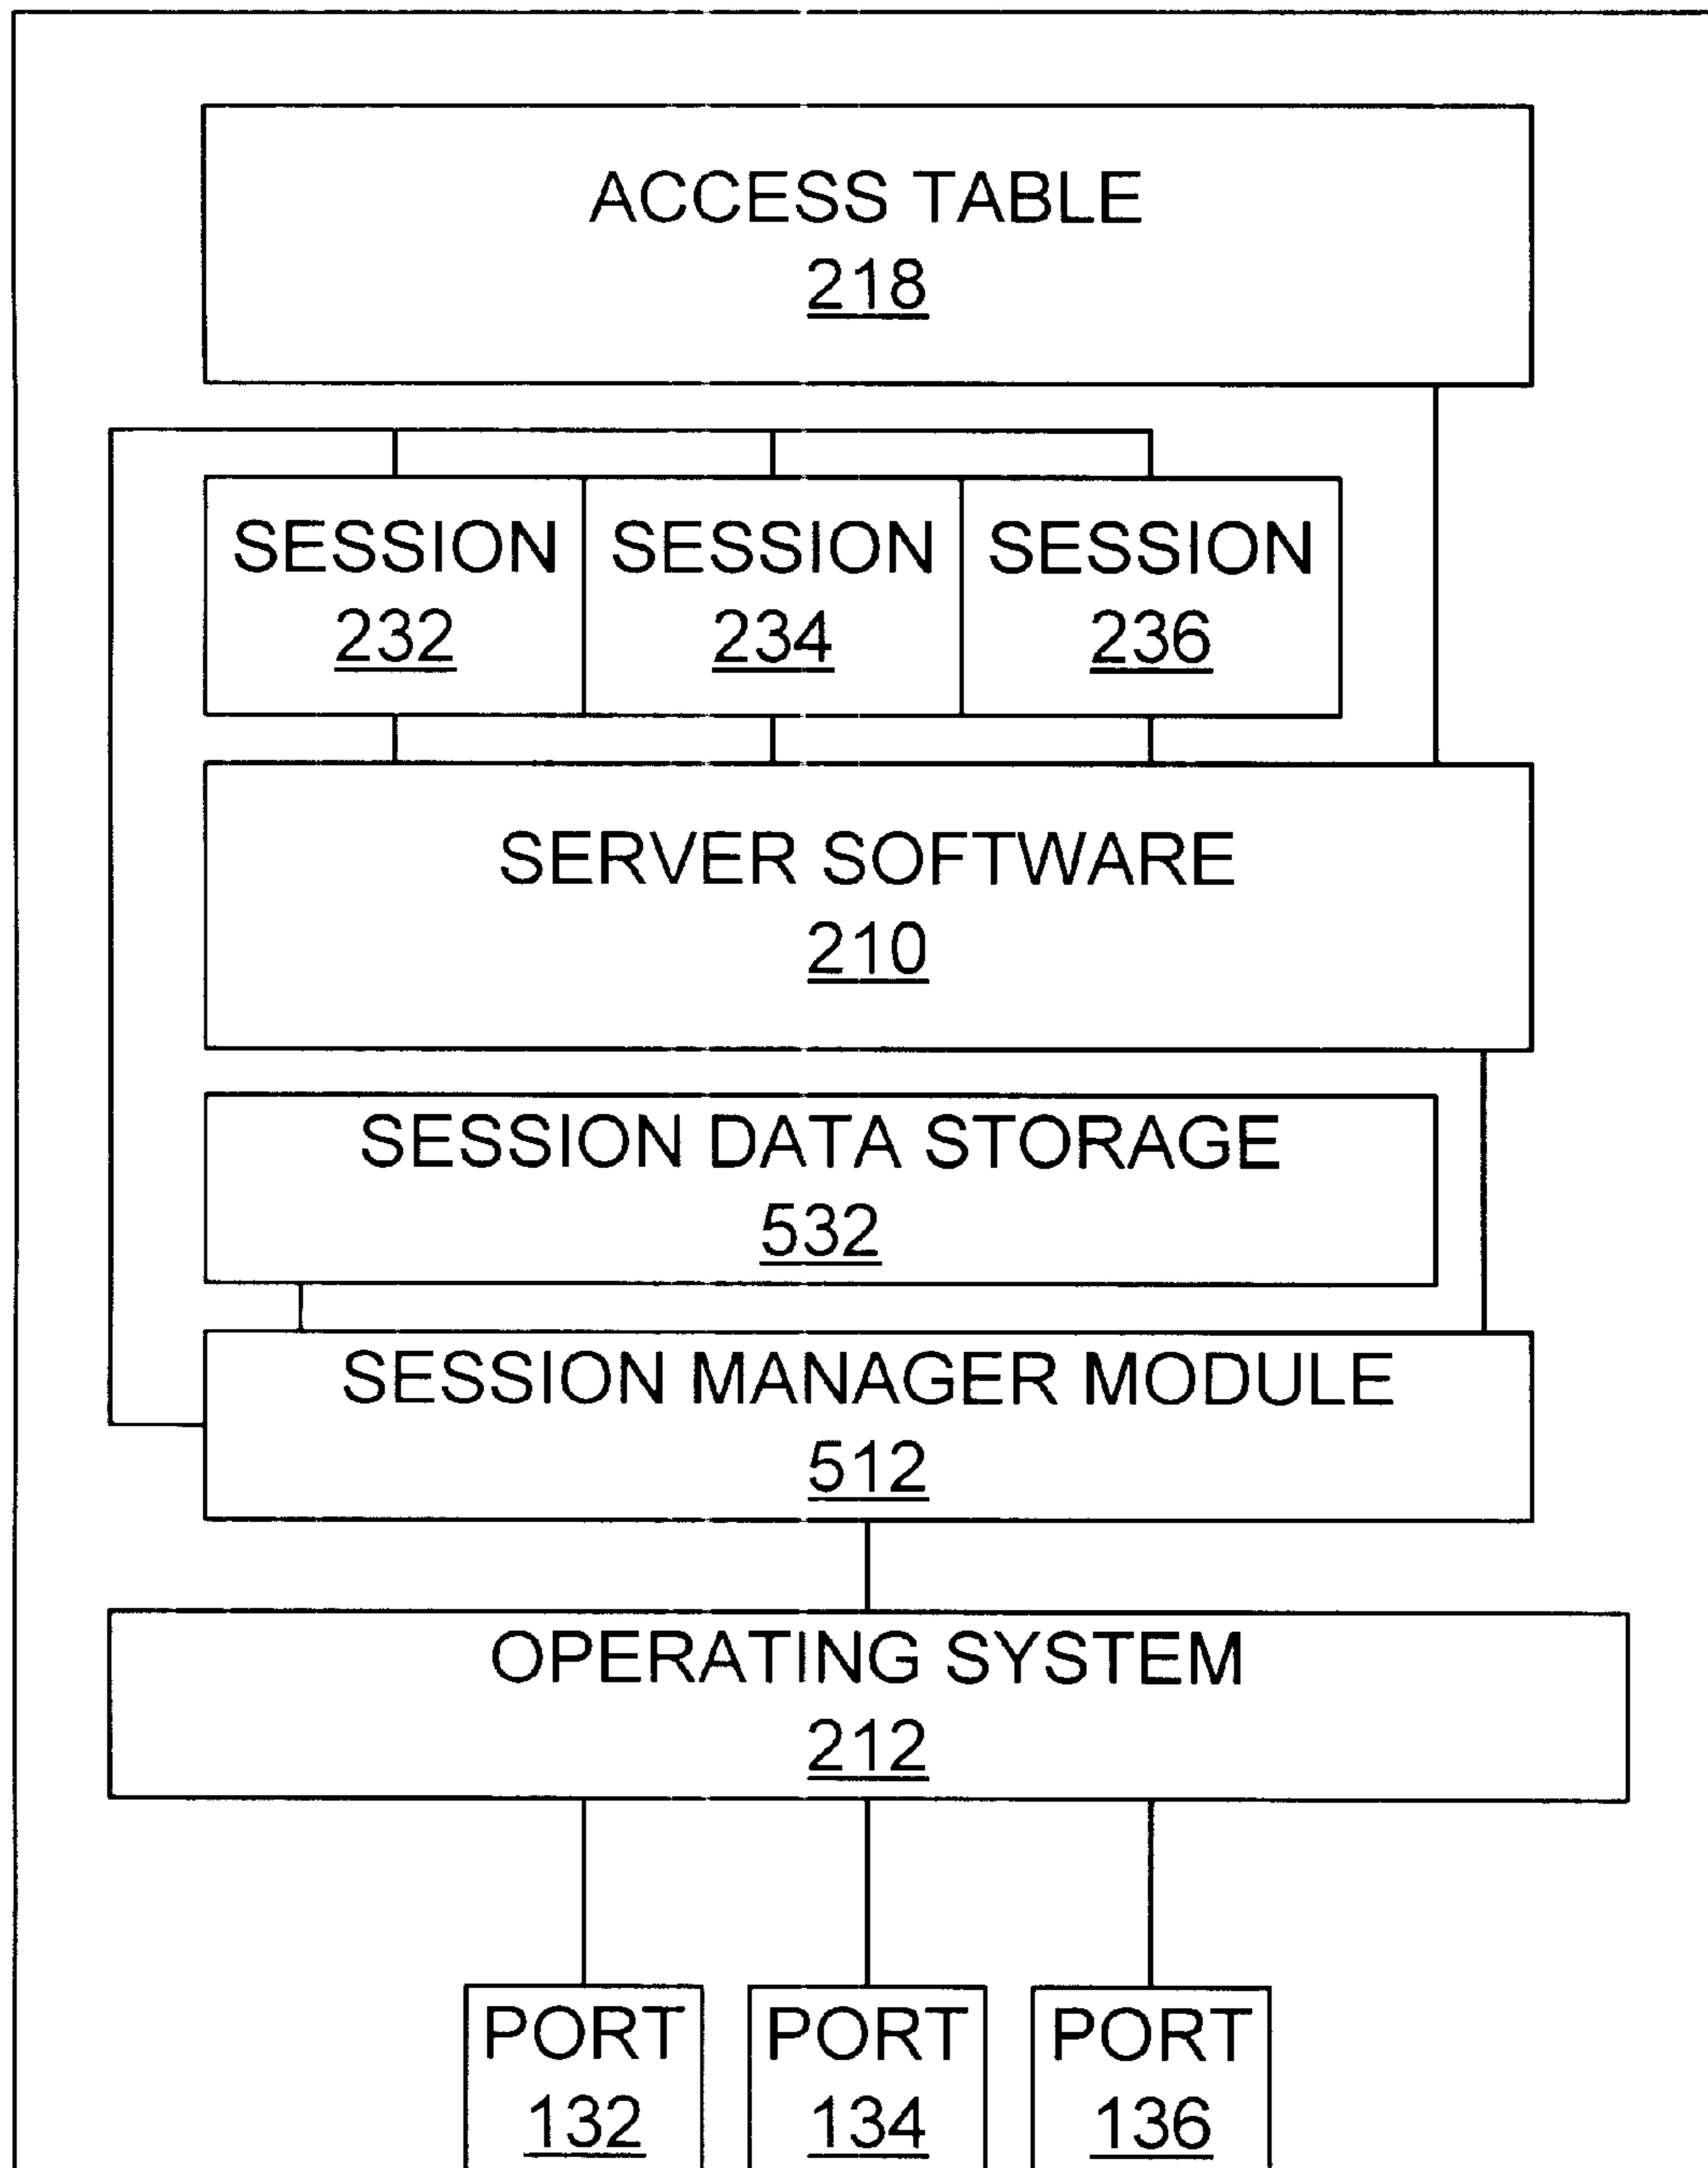 ACCESS TABLE
218
SESSION SESSION SESSION
232 234 236
SERVER SOFTWARE
210
SESSION DATA STORAGE
532
SESSION MANAGER MODULE
512
OPERATING SYSTEM
212
PORT PORT PORT
132 134 136